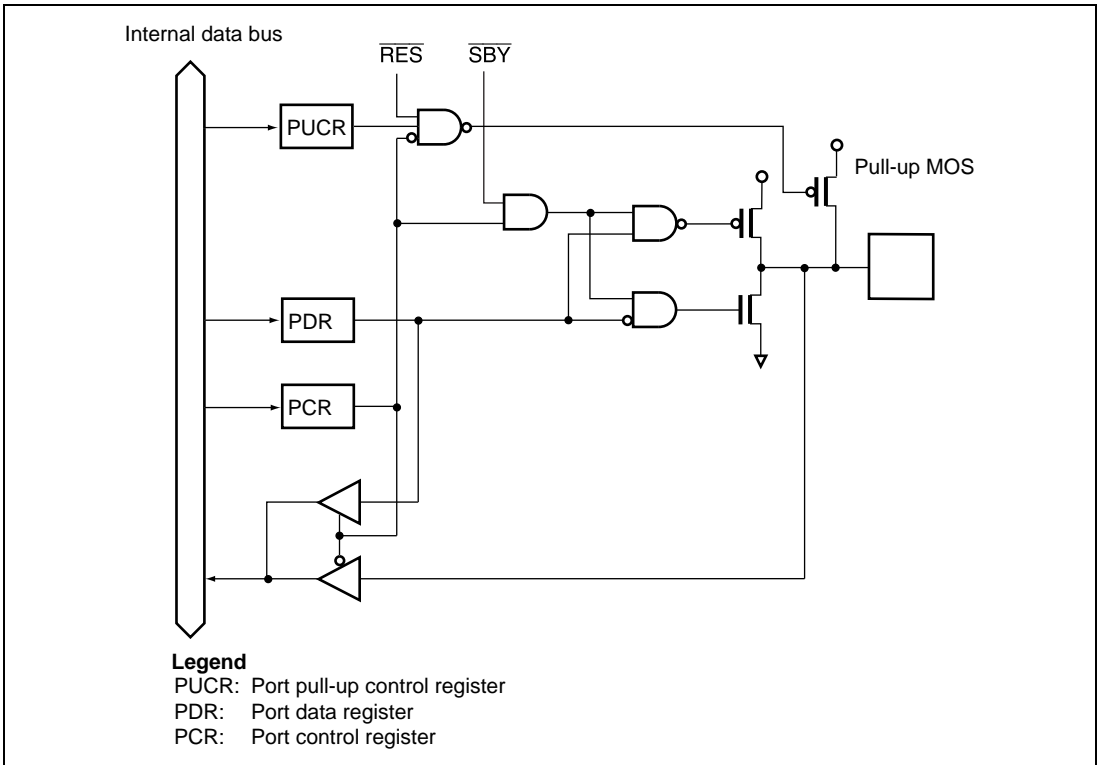 Internal data bus
RES
SBY
PUCR
Pull-up MOS
PDR
PCR
Legend
PUCR: Port pull-up control register
PDR: Port data register
PCR: Port control register